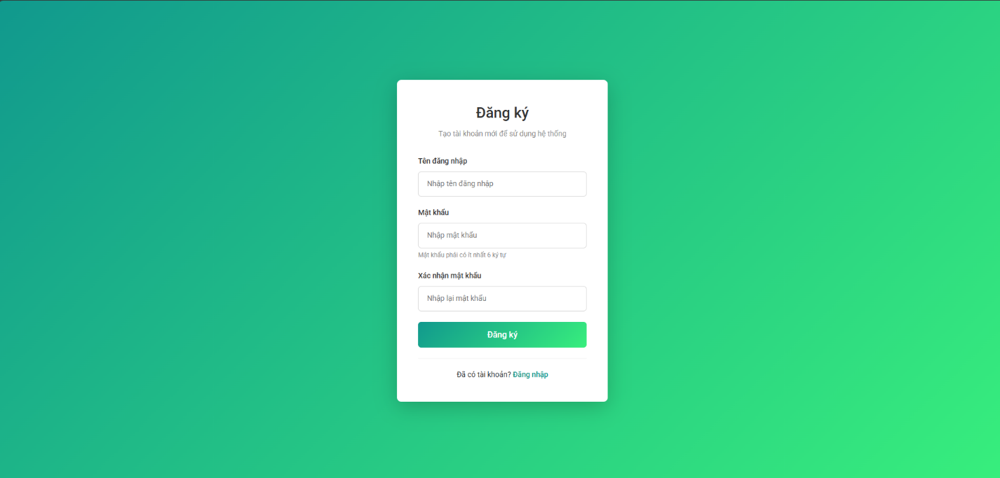 Đăng ký
Tạo tài khoản mới để sử dụng hệ thống
Tên đăng nhập
Nhập tên đăng nhập
Mật khẩu
Nhập mật khẩu
Mật khẩu phải có ít nhất 6 ký tự
Xác nhận mật khẩu
Nhập lại mật khẩu
Đăng ký
Đã có tài khoản? Đăng nhập